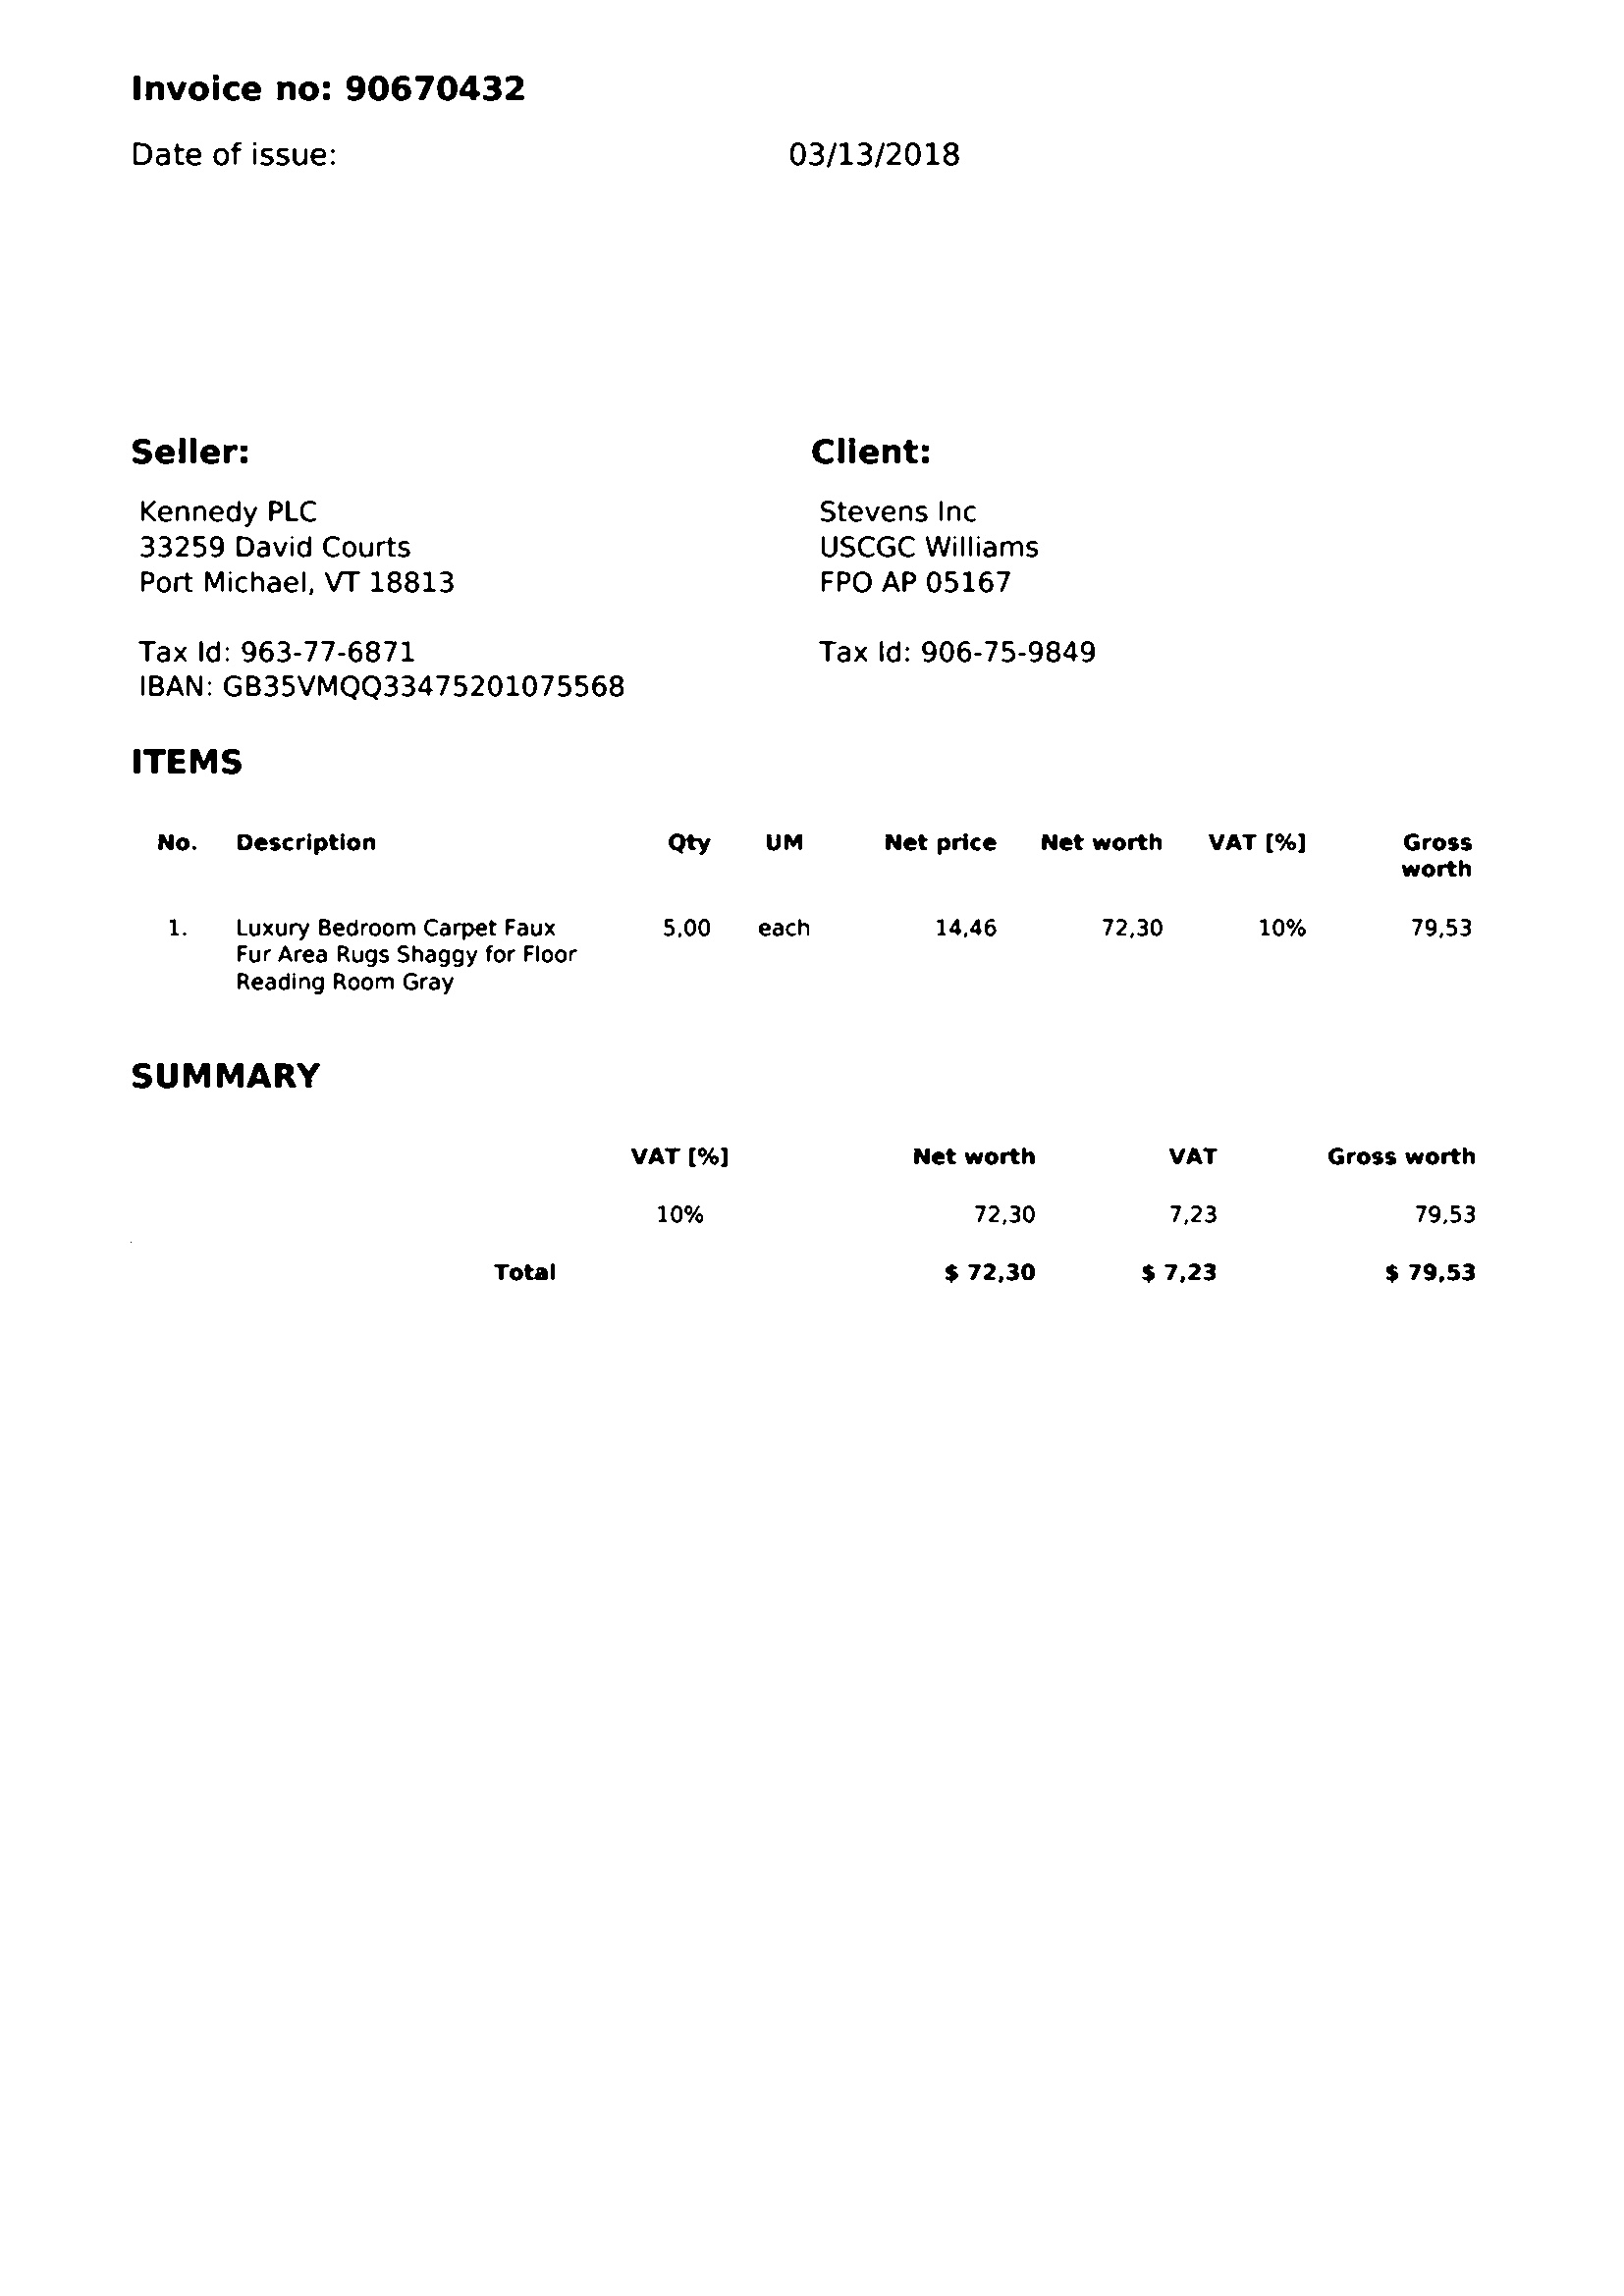 Invoice no: 90670432
Date of issue: 03/13/2018
Seller:
Kennedy PLC
33259 David Courts
Port Michael, VT 18813
Tax Id: 963-77-6871
IBAN: GB35VMQQ33475201075568
Client:
Stevens Inc
USCGC Williams
FPO AP 05167
Tax Id: 906-75-9849
ITEMS
No. Description Qty UM Net price Net worth VAT [%] Gross
worth
1. Luxury Bedroom Carpet Faux 5,00 each 14,46 72,30 10% 79,53
Fur Area Rugs Shaggy for Floor
Reading Room Gray
SUMMARY
VAT [%] Net worth VAT Gross worth
10% 72,30 7,23 79,53
Total $ 72,30 $ 7,23 $ 79,53